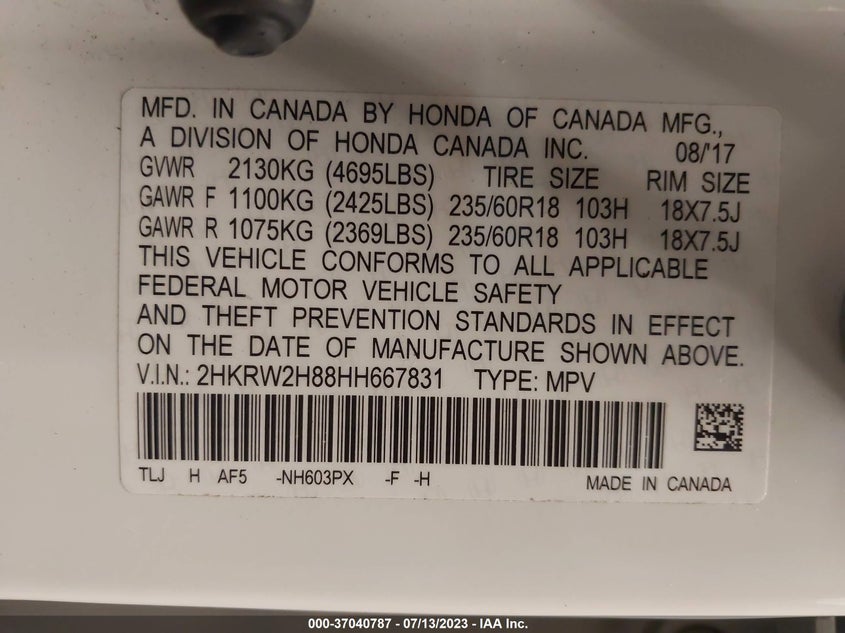 MFD. IN CANADA BY HONDA OF CANADA MFG.,
A DIVISION OF HONDA CANADA INC. 08/'17
GVWR 2130KG (4695LBS) TIRE SIZE RIM SIZE
GAWR F 1100KG (2425LBS) 235/60R18 103H 18X7.5J
GAWR R 1075KG (2369LBS) 235/60R18 103H 18X7.5J
THIS VEHICLE CONFORMS TO ALL APPLICABLE
FEDERAL MOTOR VEHICLE SAFETY
AND THEFT PREVENTION STANDARDS IN EFFECT
ON THE DATE OF MANUFACTURE SHOWN ABOVE.
V.I.N.: 2HKRW2H88HH667831 TYPE: MPV
TLJ H AF5 -NH603PX -F -H MADE IN CANADA
000-37040787 - 07/13/2023 - IAA Inc.